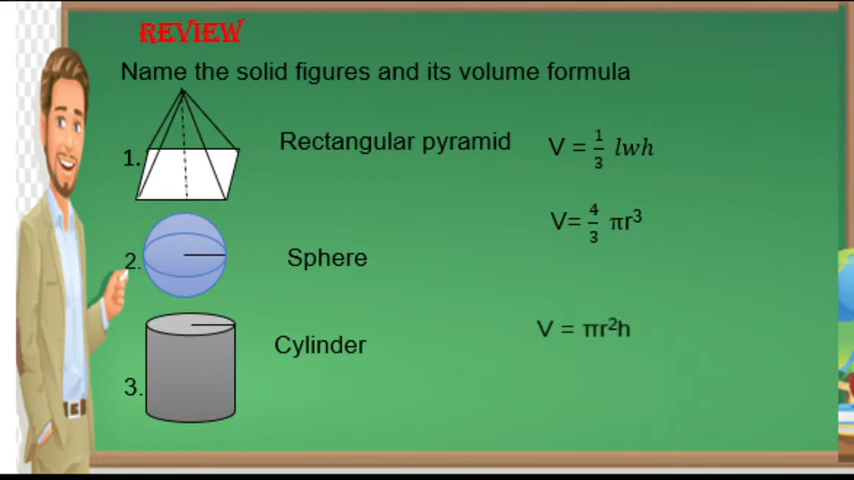 REVIEW
Name the solid figures and its volume formula
1. Rectangular pyramid V = 1/3 lwh
2. Sphere V= 4/3 πr³
3. Cylinder V = πr²h